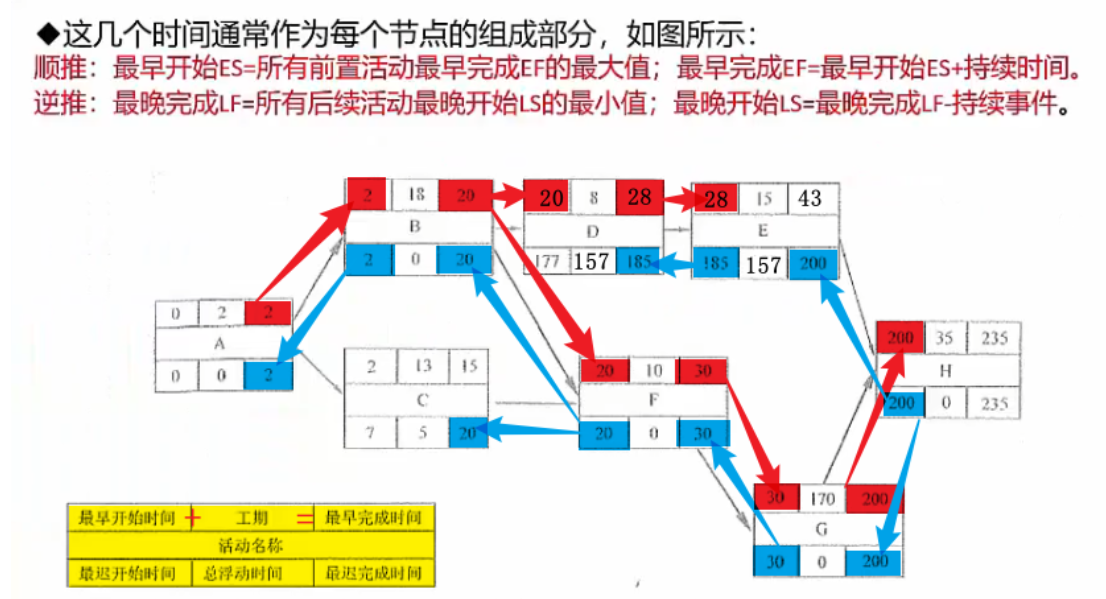 ◆这几个时间通常作为每个节点的组成部分，如图所示：
顺推：最早开始ES=所有前置活动最早完成EF的最大值；最早完成EF=最早开始ES+持续时间。
逆推：最晚完成LF=所有后续活动最晚开始LS的最小值；最晚开始LS=最晚完成LF-持续事件。
2 18 20
B
2 0 20
20 8 28
D
177 157 185
28 15 43
E
185 157 200
0 2 2
A
0 0 2
2 13 15
C
7 5 20
20 10 30
F
20 0 30
200 35 235
H
200 0 235
30 170 200
G
30 0 200
最早开始时间 + 工期 = 最早完成时间
活动名称
最迟开始时间 总浮动时间 最迟完成时间